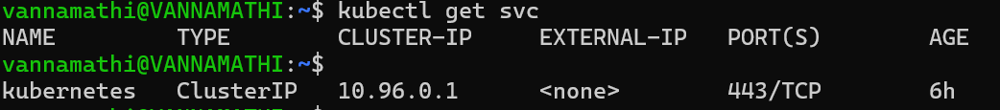 vannamathi@VANNAMATHI:~$ kubectl get svc
NAME TYPE CLUSTER-IP EXTERNAL-IP PORT(S) AGE
vannamathi@VANNAMATHI:~$
kubernetes ClusterIP 10.96.0.1 <none> 443/TCP 6h